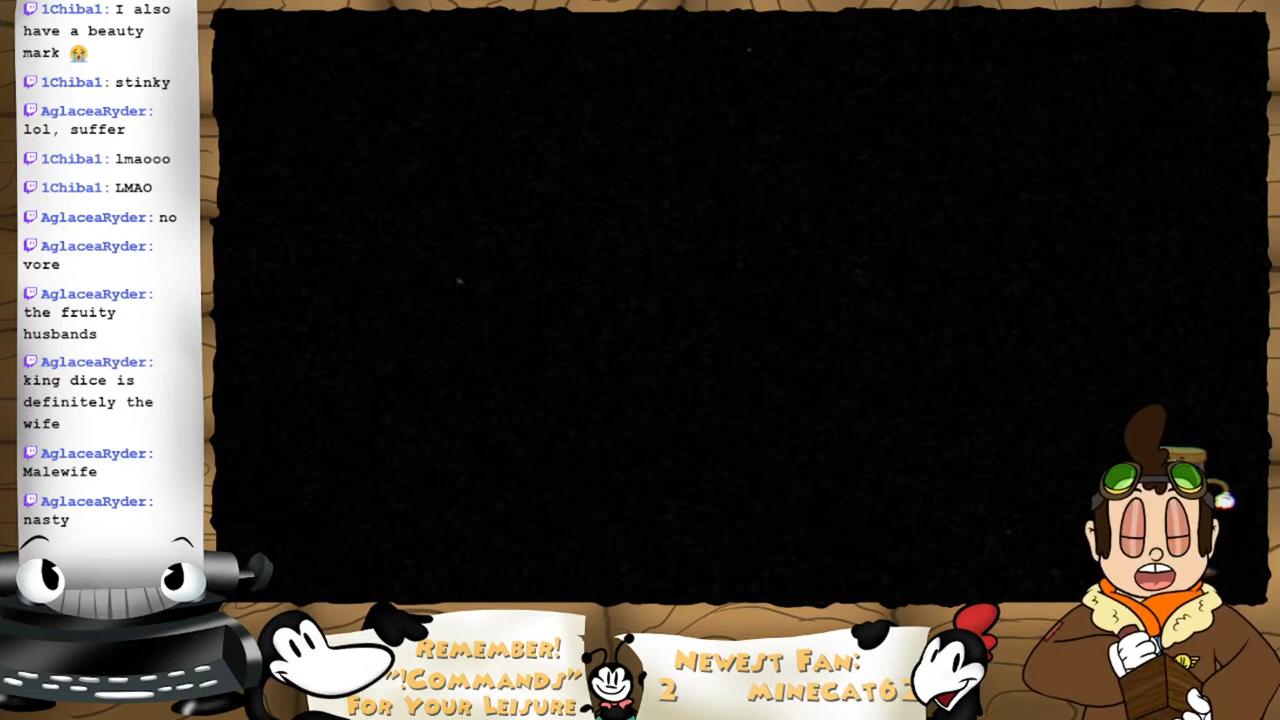 1Chiba1: I also
have a beauty
mark 😭
1Chiba1: stinky
AglaceaRyder:
lol, suffer
1Chiba1: lmaooo
1Chiba1: LMAO
AglaceaRyder: no
AglaceaRyder:
vore
AglaceaRyder:
the fruity
husbands
AglaceaRyder:
king dice is
definitely the
wife
AglaceaRyder:
Malewife
AglaceaRyder:
nasty
Remember!
"!Commands"
For Your Leisure
Newest Fan:
2 minecat62